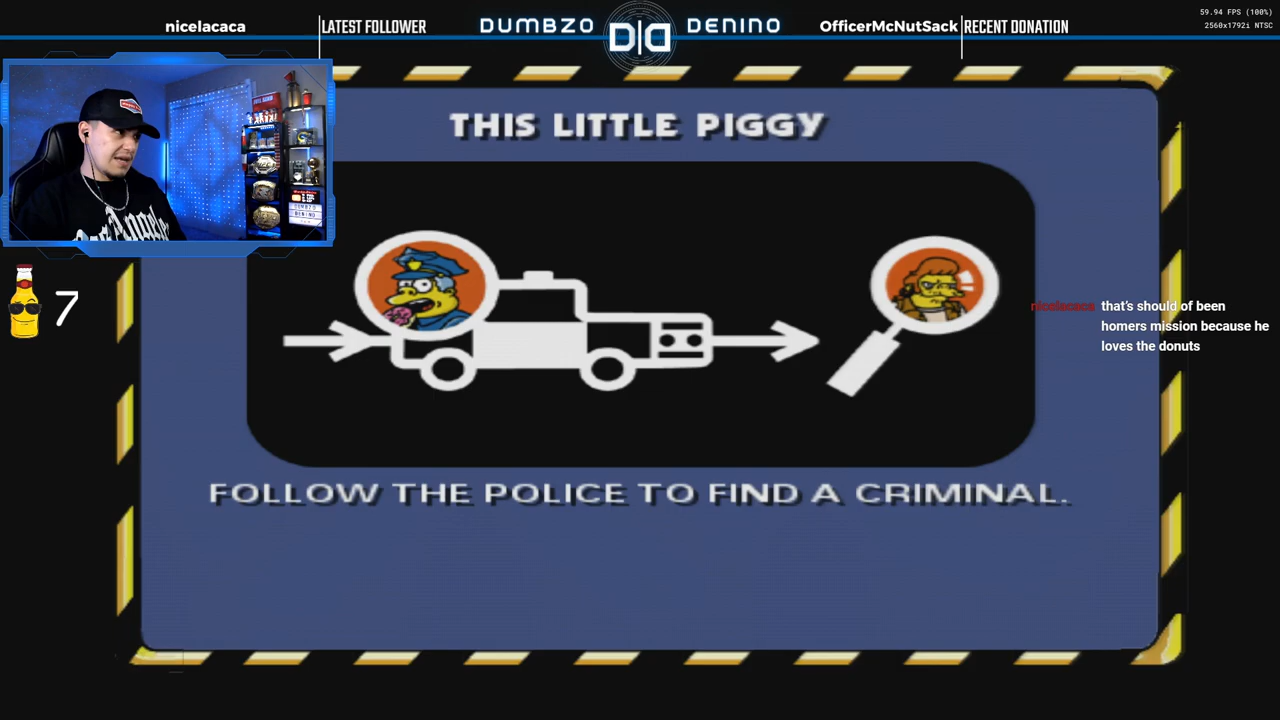 nicelacaca
LATEST FOLLOWER
DUMBZO D|D DENINO
OfficerMcNutSack
RECENT DONATION
59.94 FPS (100%)
2560x1792i NTSC
THIS LITTLE PIGGY
7
nicelacaca that's should of been
homers mission because he
loves the donuts
FOLLOW THE POLICE TO FIND A CRIMINAL.